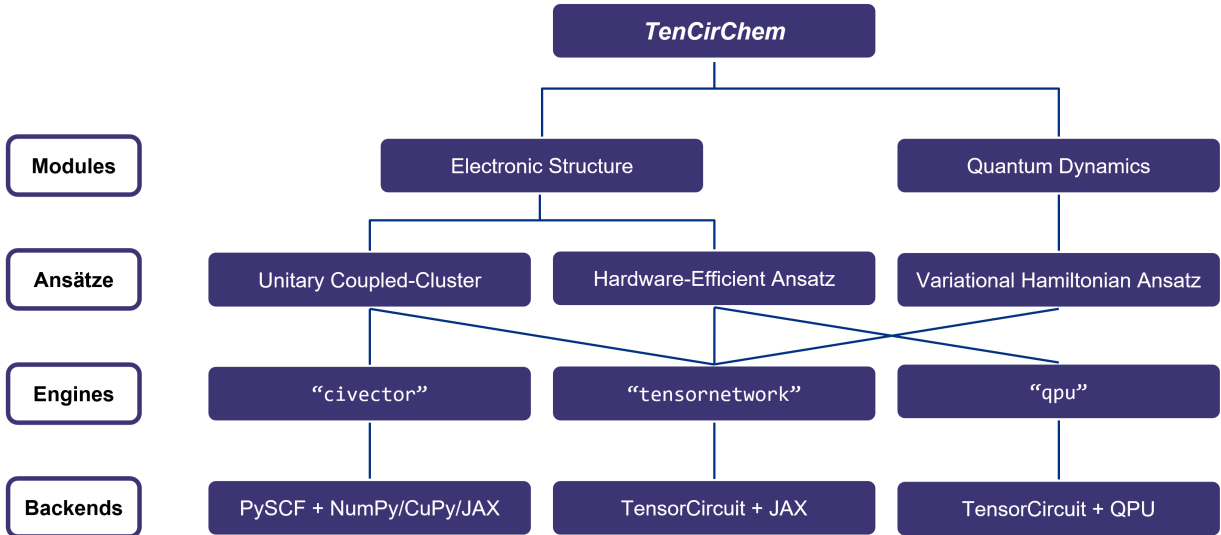 TenCirChem
Modules
Electronic Structure
Quantum Dynamics
Ansätze
Unitary Coupled-Cluster
Hardware-Efficient Ansatz
Variational Hamiltonian Ansatz
Engines
“civector”
“tensornetwork”
“qpu”
Backends
PySCF + NumPy/CuPy/JAX
TensorCircuit + JAX
TensorCircuit + QPU